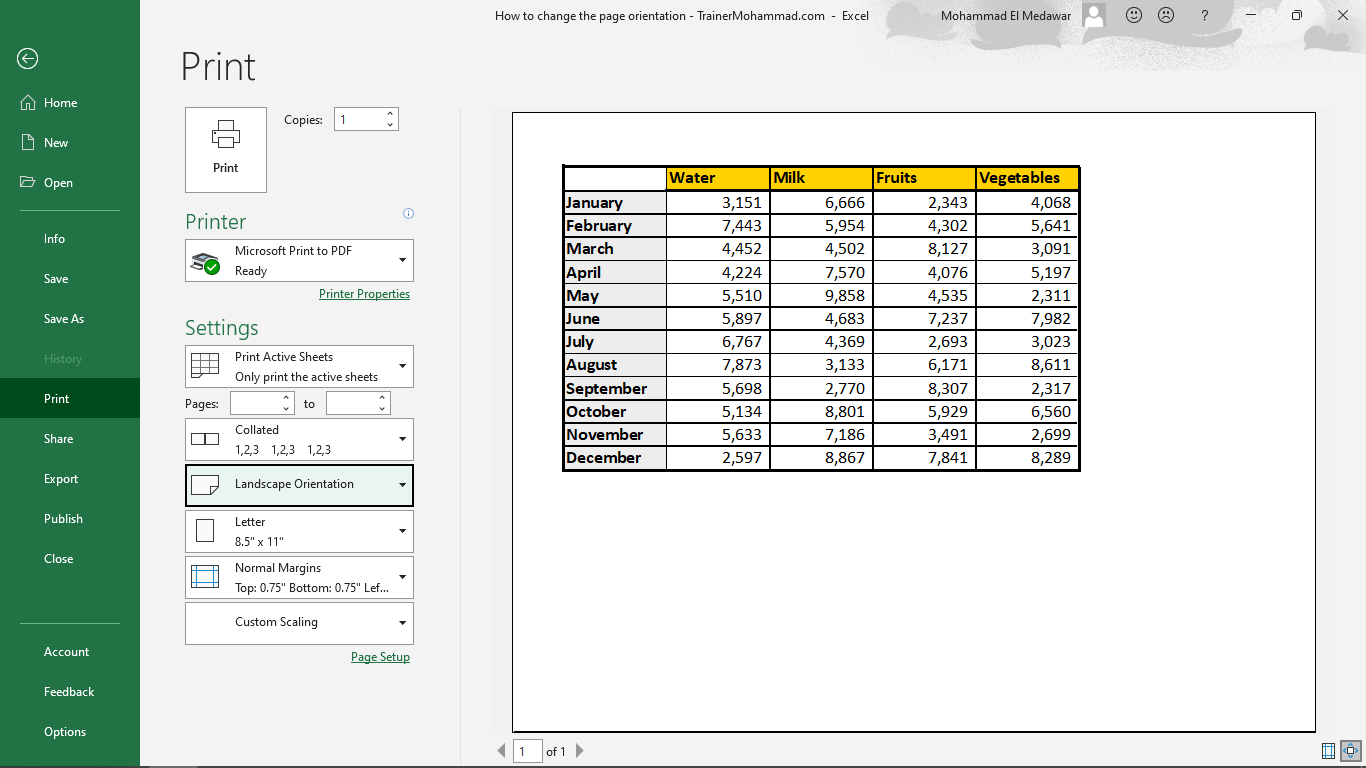 How to change the page orientation - TrainerMohammad.com - Excel
Mohammad El Medawar
?
Print
Home
New
Open
Info
Save
Save As
History
Print
Share
Export
Publish
Close
Account
Feedback
Options
Print
Copies: 1
Printer
Microsoft Print to PDF
Ready
Printer Properties
Settings
Print Active Sheets
Only print the active sheets
Pages: to
Collated
1,2,3 1,2,3 1,2,3
Landscape Orientation
Letter
8.5" x 11"
Normal Margins
Top: 0.75" Bottom: 0.75" Lef...
Custom Scaling
Page Setup
Water Milk Fruits Vegetables
January 3,151 6,666 2,343 4,068
February 7,443 5,954 4,302 5,641
March 4,452 4,502 8,127 3,091
April 4,224 7,570 4,076 5,197
May 5,510 9,858 4,535 2,311
June 5,897 4,683 7,237 7,982
July 6,767 4,369 2,693 3,023
August 7,873 3,133 6,171 8,611
September 5,698 2,770 8,307 2,317
October 5,134 8,801 5,929 6,560
November 5,633 7,186 3,491 2,699
December 2,597 8,867 7,841 8,289
1 of 1